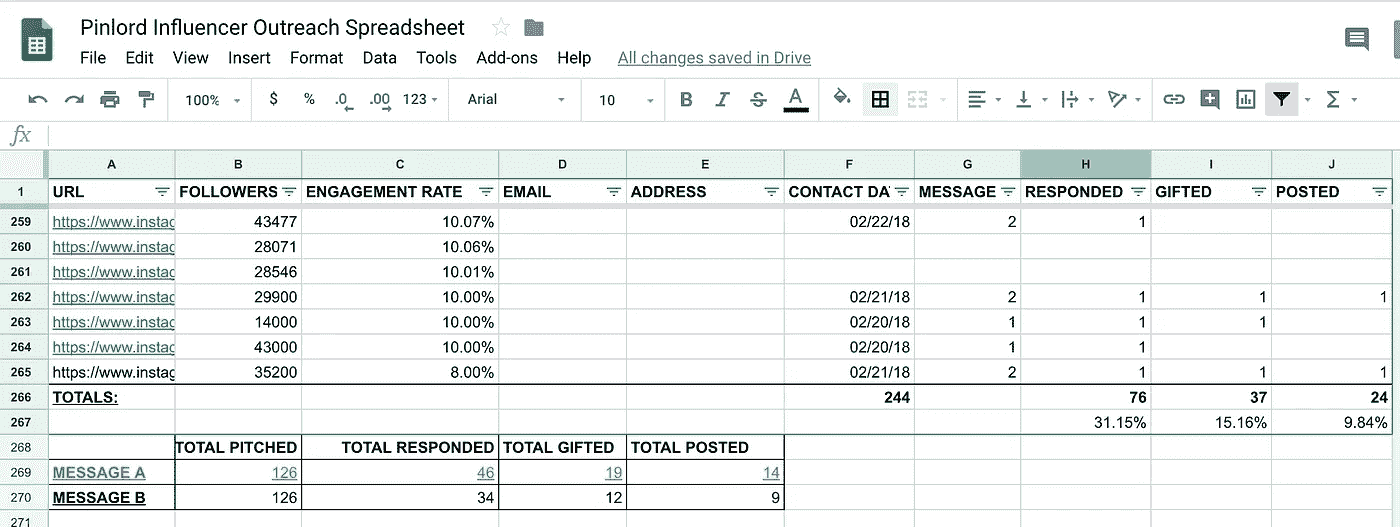 Pinlord Influencer Outreach Spreadsheet
File Edit View Insert Format Data Tools Add-ons Help All changes saved in Drive
100% $ % .0 .00 123 Arial 10 B I S A
fx
A B C D E F G H I J
1 URL FOLLOWERS ENGAGEMENT RATE EMAIL ADDRESS CONTACT DA MESSAGE RESPONDED GIFTED POSTED
259 https://www.instag 43477 10.07% 02/22/18 2 1
260 https://www.instag 28071 10.06%
261 https://www.instag 28546 10.01%
262 https://www.instag 29900 10.00% 02/21/18 2 1 1 1
263 https://www.instag 14000 10.00% 02/20/18 1 1 1
264 https://www.instag 43000 10.00% 02/20/18 1 1
265 https://www.instag 35200 8.00% 02/21/18 2 1 1 1
266 TOTALS: 244 76 37 24
267 31.15% 15.16% 9.84%
268 TOTAL PITCHED TOTAL RESPONDED TOTAL GIFTED TOTAL POSTED
269 MESSAGE A 126 46 19 14
270 MESSAGE B 126 34 12 9
271